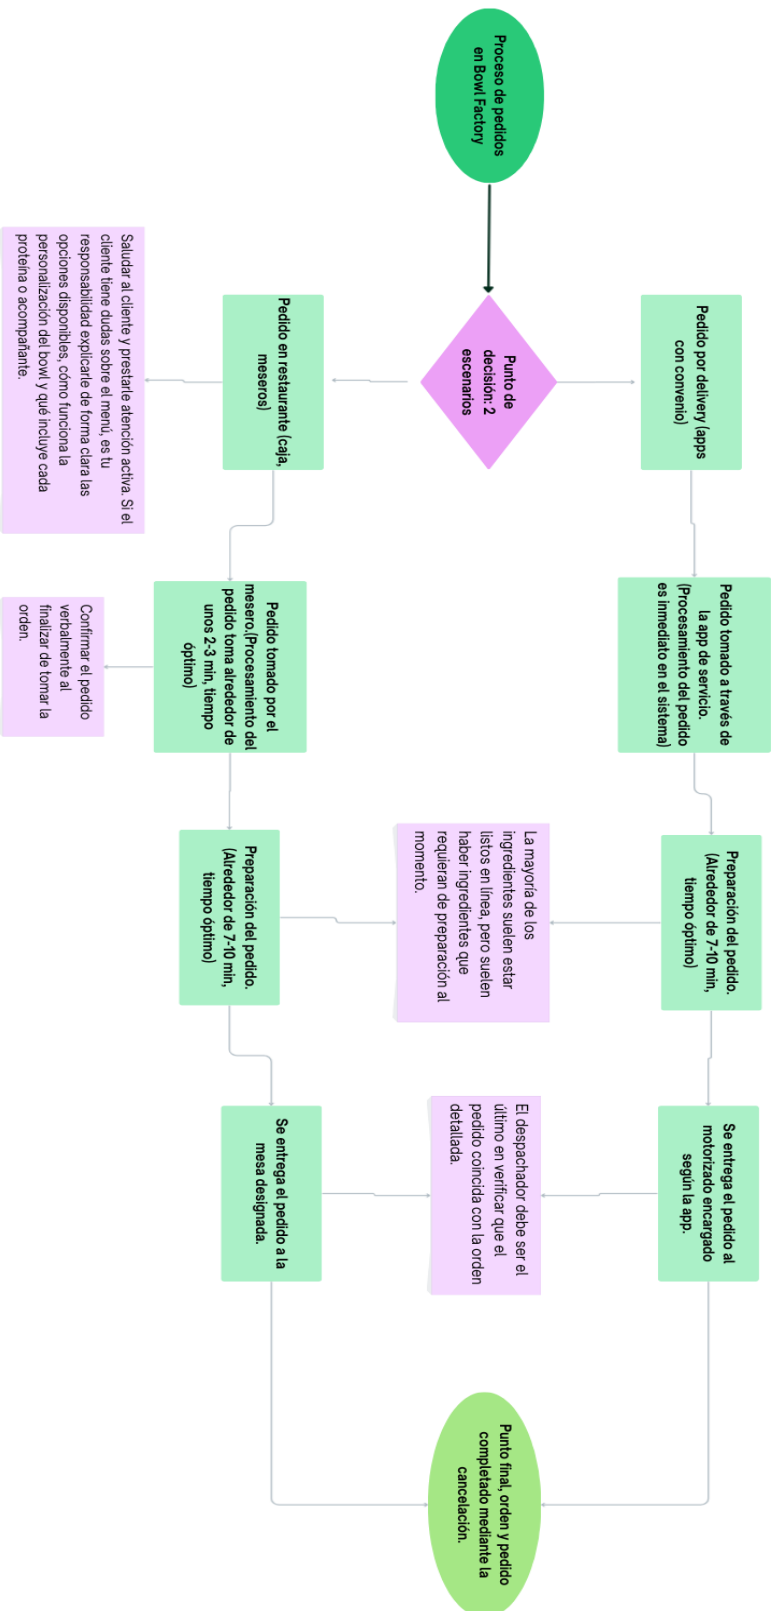 Proceso de pedidos
en Bowl Factory
Punto de
decisión: 2
escenarios
Pedido por delivery (apps
con convenio)
Pedido tomado a través de
la app de servicio.
(Procesamiento del pedido
es inmediato en el sistema)
Preparación del pedido.
(Alrededor de 7-10 min,
tiempo óptimo)
Se entrega el pedido al
motorizado encargado
según la app.
La mayoría de los
ingredientes suelen estar
listos en línea, pero suelen
haber ingredientes que
requieran de preparación al
momento.
El despachador debe ser el
último en verificar que el
pedido coincida con la orden
detallada.
Punto final, orden y pedido
completado mediante la
cancelación.
Pedido en restaurante (caja,
meseros)
Pedido tomado por el
mesero.(Procesamiento del
pedido toma alrededor de
unos 2-3 min, tiempo
óptimo)
Preparación del pedido.
(Alrededor de 7-10 min,
tiempo óptimo)
Se entrega el pedido a la
mesa designada.
Saludar al cliente y prestarle atención activa. Si el
cliente tiene dudas sobre el menú, es tu
responsabilidad explicarle de forma clara las
opciones disponibles, cómo funciona la
personalización del bowl y qué incluye cada
proteína o acompañante.
Confirmar el pedido
verbalmente al
finalizar de tomar la
orden.